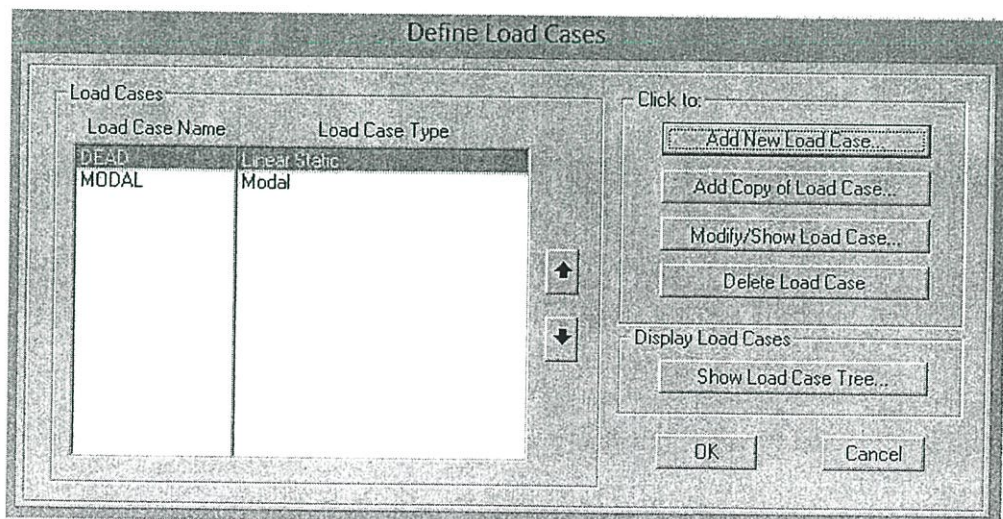 Define Load Cases
Load Cases
Load Case Name Load Case Type
DEAD Linear Static
MODAL Modal
Click to:
Add New Load Case...
Add Copy of Load Case...
Modify/Show Load Case...
Delete Load Case
Display Load Cases
Show Load Case Tree...
OK Cancel